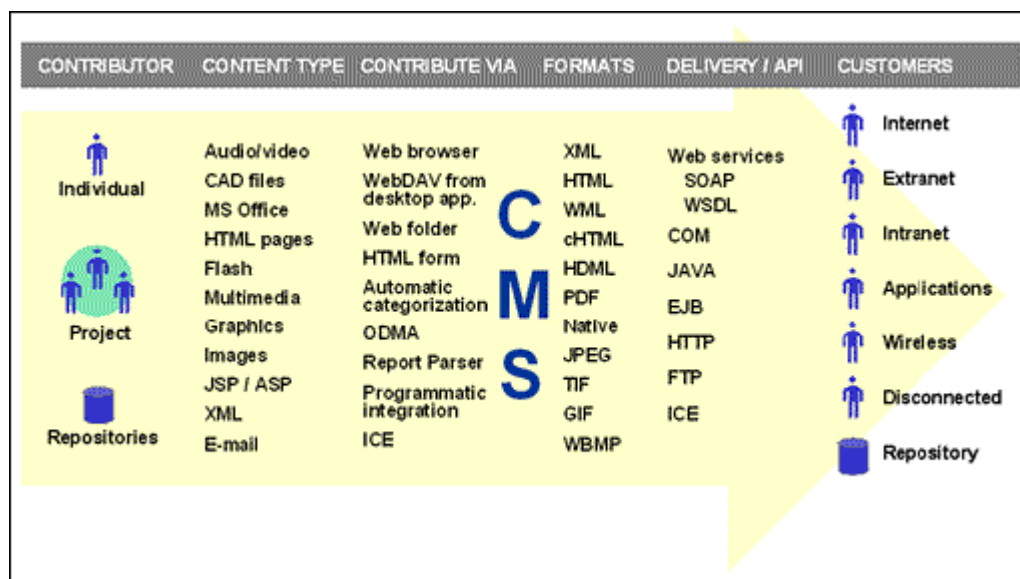 CONTRIBUTOR CONTENT TYPE CONTRIBUTE VIA FORMATS DELIVERY / API CUSTOMERS
Individual
Project
Repositories
Audio/video
CAD files
MS Office
HTML pages
Flash
Multimedia
Graphics
Images
JSP / ASP
XML
E-mail
Web browser
WebDAV from
desktop app.
Web folder
HTML form
Automatic
categorization
ODMA
Report Parser
Programmatic
integration
ICE
C
M
S
XML
HTML
WML
cHTML
HDML
PDF
Native
JPEG
TIF
GIF
WBMP
Web services
SOAP
WSDL
COM
JAVA
EJB
HTTP
FTP
ICE
Internet
Extranet
Intranet
Applications
Wireless
Disconnected
Repository